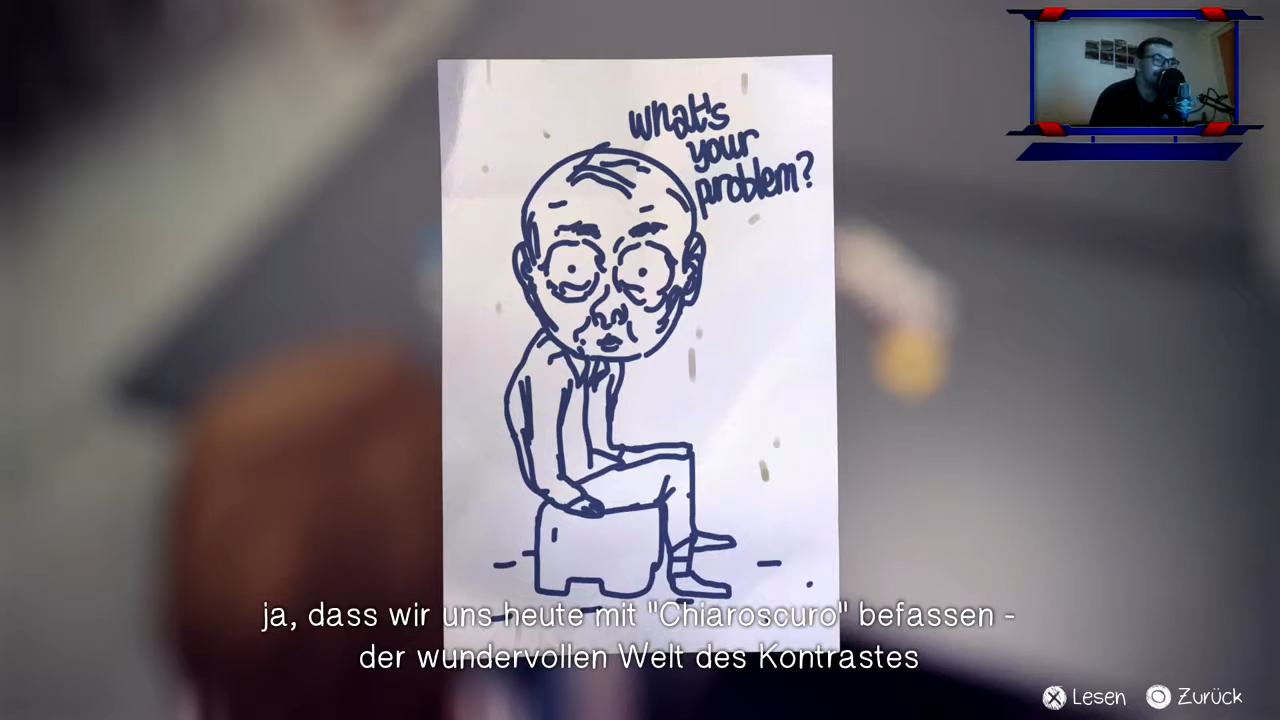 what's
your
problem?
ja, dass wir uns heute mit "Chiaroscuro" befassen -
der wundervollen Welt des Kontrastes
Lesen
Zurück